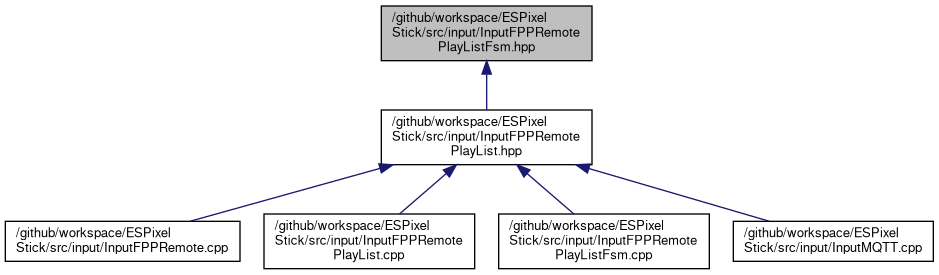 /github/workspace/ESPixel
Stick/src/input/InputFPPRemote
PlayListFsm.hpp
/github/workspace/ESPixel
Stick/src/input/InputFPPRemote
PlayList.hpp
/github/workspace/ESPixel
Stick/src/input/InputFPPRemote.cpp
/github/workspace/ESPixel
Stick/src/input/InputFPPRemote
PlayList.cpp
/github/workspace/ESPixel
Stick/src/input/InputFPPRemote
PlayListFsm.cpp
/github/workspace/ESPixel
Stick/src/input/InputMQTT.cpp